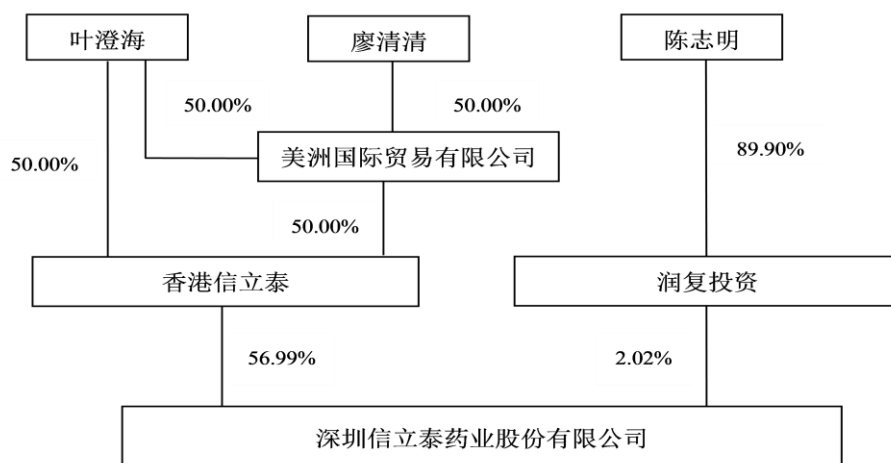 叶澄海
廖清清
陈志明
50.00%
50.00%
50.00%
美洲国际贸易有限公司
89.90%
50.00%
香港信立泰
润复投资
56.99%
2.02%
深圳信立泰药业股份有限公司